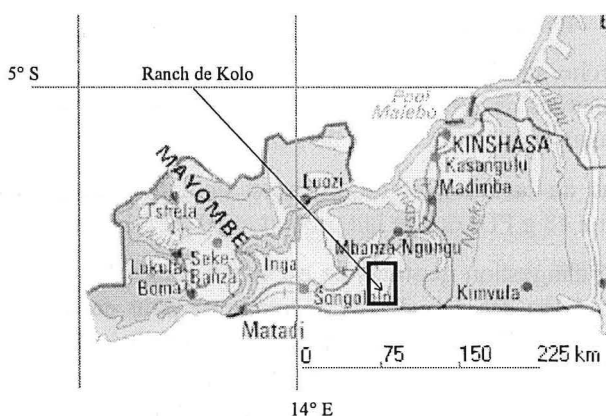 5° S
Ranch de Kolo
Pool
Malebo
KINSHASA
Kasangulu
Madimba
MAYOMBE
Luozi
Tshela
Mbanza-Ngungu
Lukula
Seke-
Banza
Inga
Boma
Songololo
Kimvula
Matadi
0 75 150 225 km
14° E